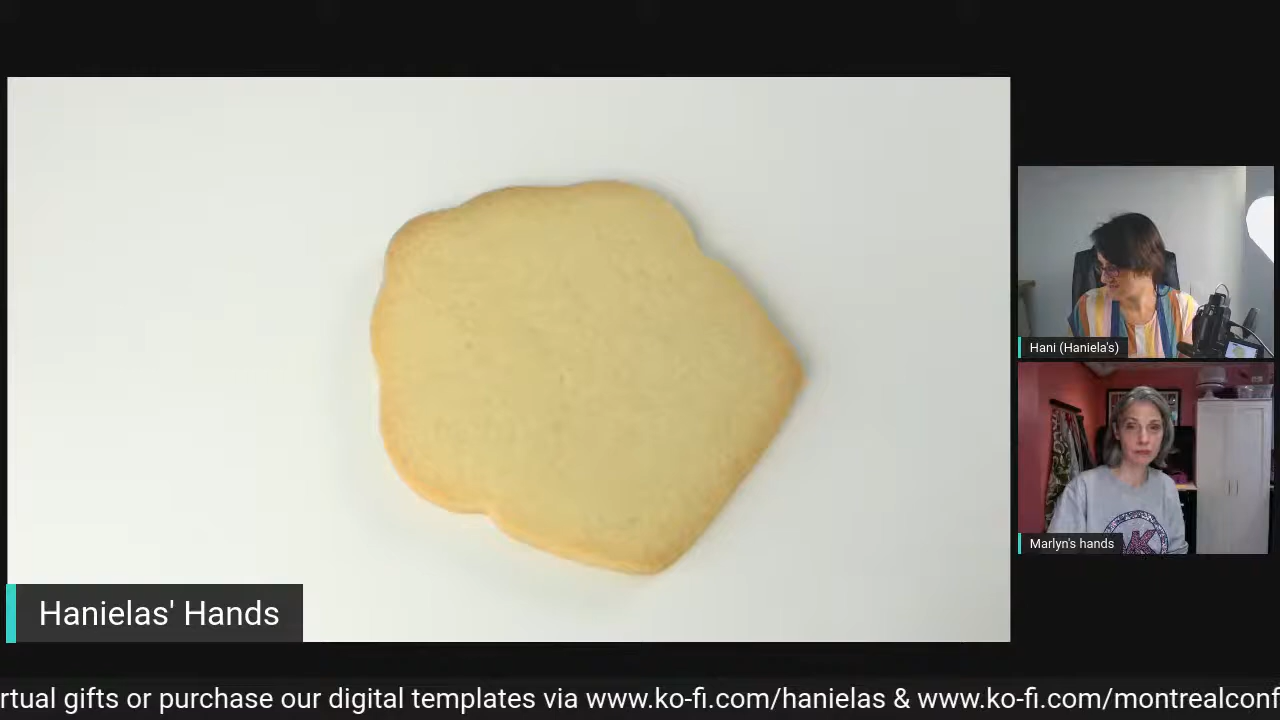 Hani (Haniela's)
Marlyn's hands
Hanielas' Hands
rtual gifts or purchase our digital templates via www.ko-fi.com/hanielas & www.ko-fi.com/montrealconf